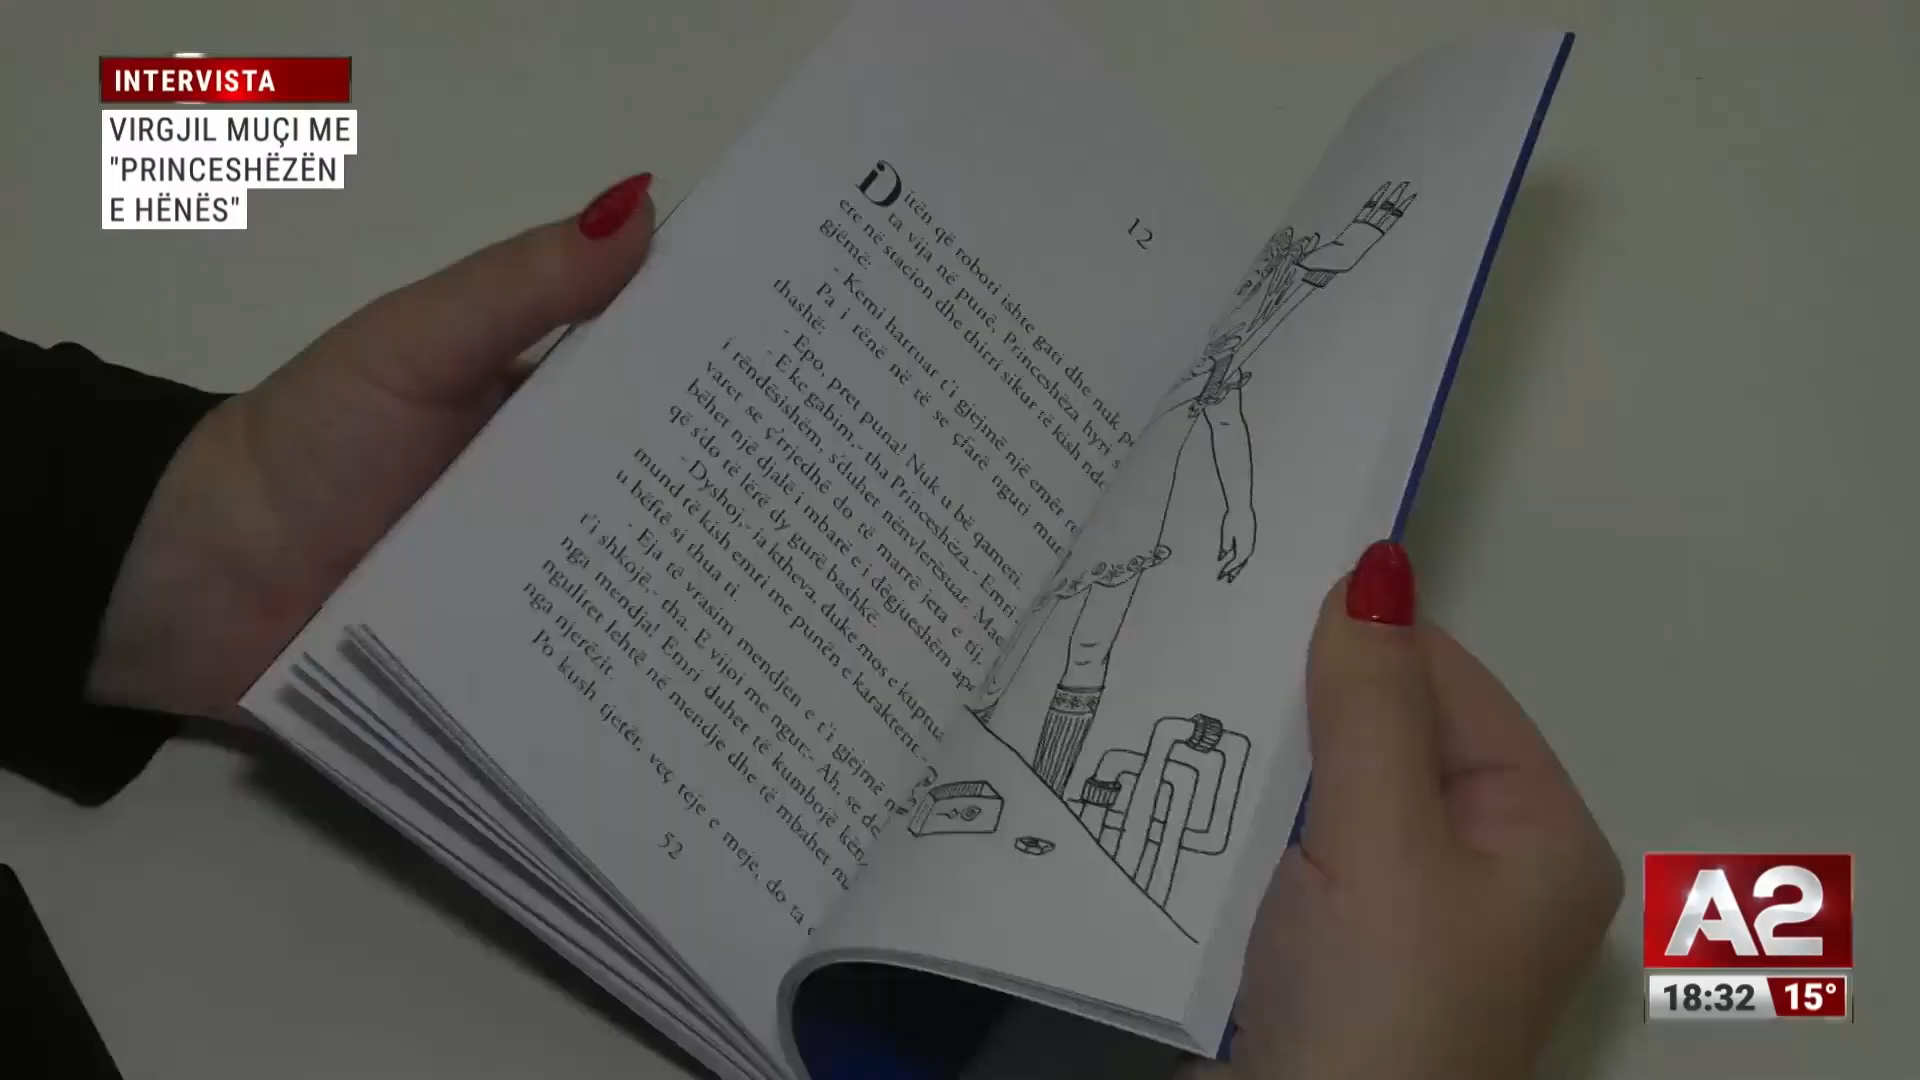 INTERVISTA
VIRGJIL MUÇI ME
"PRINCESHËZËN
E HËNËS"
12
Ditën që roboti ishte gati dhe nuk
ta vija në punë, Princeshëza hyri
ere në stacion dhe thirri sikur të kish
gjëmë:
- Kemi harruar t'i gjejmë një emër
Pa i rënë në të se çfarë nguti
thashë:
- Epo, pret puna! Nuk u bë qameti.
- E ke gabim,- tha Princeshëza.- Emri
i rëndësishëm, s'duhet nënvlerësuar.
varet se ç'rrjedhë do të marrë jeta e tij,
bëhet një djalë i mbarë e i dëgjueshëm
që s'do të lërë dy gurë bashkë.
- Dyshoj,- ia ktheva, duke mos e kuptu
mund të kish emri me punën e karakterit.-
u bëftë si thua ti.
- Eja të vrasim mendjen e t'i gjejmë
t'i shkojë,- tha. E vijoi me ngut:- Ah, se
nga mendja! Emri duhet të kumbojë
ngulitet lehtë në mendje dhe të mbahet
nga njerëzit.
Po kush tjetër, veç teje e meje, do ta
52
A2
18:32 15°